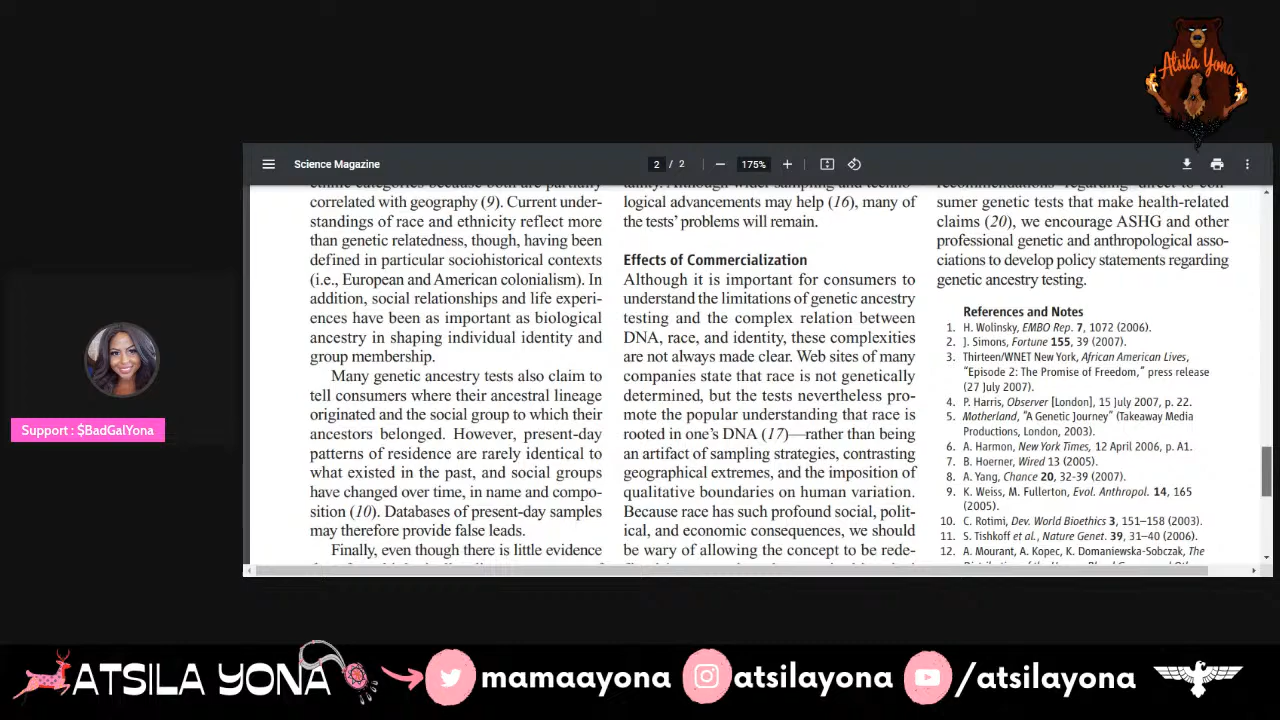 Atsila Yona
Science Magazine
2 / 2
175%
ethnic categories because both are partially
correlated with geography (9). Current under-
standings of race and ethnicity reflect more
than genetic relatedness, though, having been
defined in particular sociohistorical contexts
(i.e., European and American colonialism). In
addition, social relationships and life experi-
ences have been as important as biological
ancestry in shaping individual identity and
group membership.
Many genetic ancestry tests also claim to
tell consumers where their ancestral lineage
originated and the social group to which their
ancestors belonged. However, present-day
patterns of residence are rarely identical to
what existed in the past, and social groups
have changed over time, in name and compo-
sition (10). Databases of present-day samples
may therefore provide false leads.
Finally, even though there is little evidence
Although wider sampling and techno-
logical advancements may help (16), many of
the tests' problems will remain.
Effects of Commercialization
Although it is important for consumers to
understand the limitations of genetic ancestry
testing and the complex relation between
DNA, race, and identity, these complexities
are not always made clear. Web sites of many
companies state that race is not genetically
determined, but the tests nevertheless pro-
mote the popular understanding that race is
rooted in one's DNA (17)—rather than being
an artifact of sampling strategies, contrasting
geographical extremes, and the imposition of
qualitative boundaries on human variation.
Because race has such profound social, polit-
ical, and economic consequences, we should
be wary of allowing the concept to be rede-
recommendations regarding direct-to-con-
sumer genetic tests that make health-related
claims (20), we encourage ASHG and other
professional genetic and anthropological asso-
ciations to develop policy statements regarding
genetic ancestry testing.
References and Notes
1. H. Wolinsky, EMBO Rep. 7, 1072 (2006).
2. J. Simons, Fortune 155, 39 (2007).
3. Thirteen/WNET New York, African American Lives,
"Episode 2: The Promise of Freedom," press release
(27 July 2007).
4. P. Harris, Observer [London], 15 July 2007, p. 22.
5. Motherland, "A Genetic Journey" (Takeaway Media
Productions, London, 2003).
6. A. Harmon, New York Times, 12 April 2006, p. A1.
7. B. Hoerner, Wired 13 (2005).
8. A. Yang, Chance 20, 32-39 (2007).
9. K. Weiss, M. Fullerton, Evol. Anthropol. 14, 165
(2005).
10. C. Rotimi, Dev. World Bioethics 3, 151–158 (2003).
11. S. Tishkoff et al., Nature Genet. 39, 31–40 (2006).
12. A. Mourant, A. Kopec, K. Domaniewska-Sobczak, The
Support : $BadGalYona
ATSILA YONA
mamaayona
atsilayona
/atsilayona